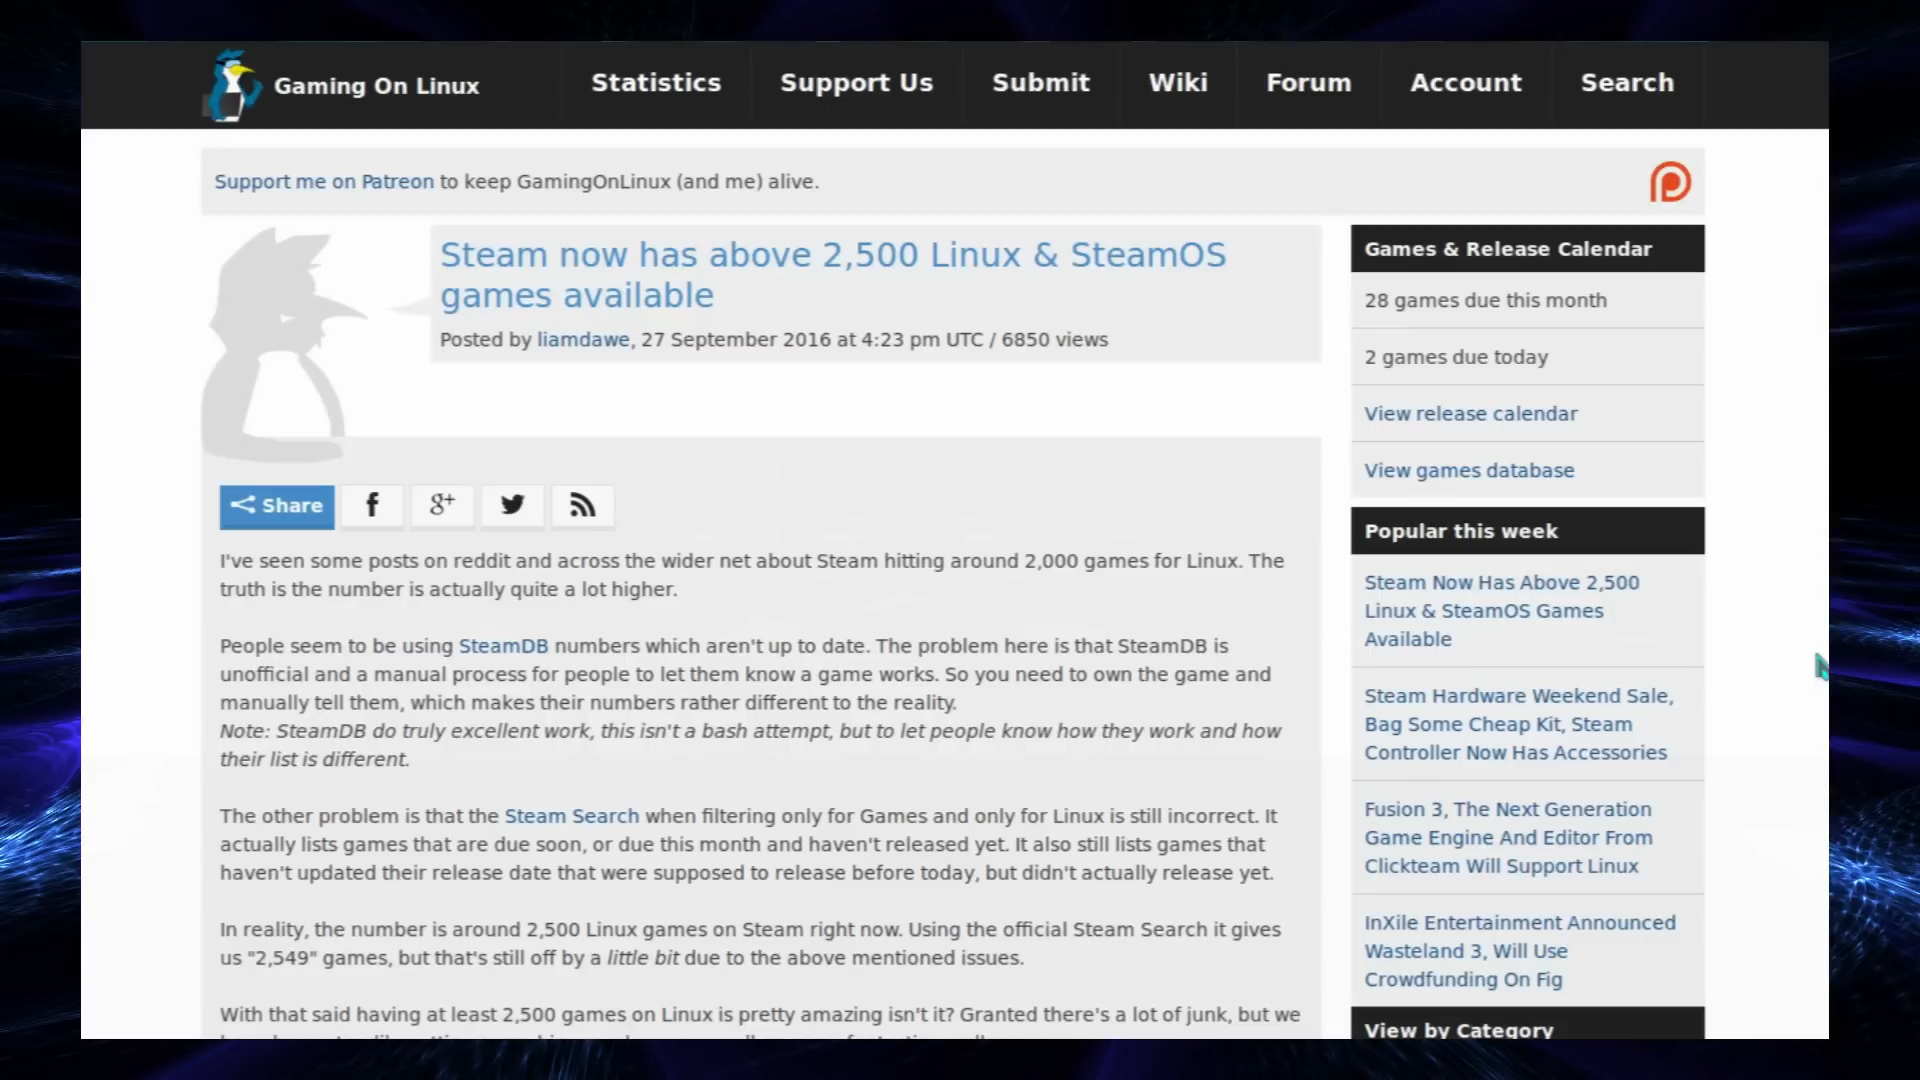 Gaming On Linux
Statistics
Support Us
Submit
Wiki
Forum
Account
Search
Support me on Patreon to keep GamingOnLinux (and me) alive.
Steam now has above 2,500 Linux & SteamOS
games available
Posted by liamdawe, 27 September 2016 at 4:23 pm UTC / 6850 views
Share
g+
I've seen some posts on reddit and across the wider net about Steam hitting around 2,000 games for Linux. The
truth is the number is actually quite a lot higher.
People seem to be using SteamDB numbers which aren't up to date. The problem here is that SteamDB is
unofficial and a manual process for people to let them know a game works. So you need to own the game and
manually tell them, which makes their numbers rather different to the reality.
Note: SteamDB do truly excellent work, this isn't a bash attempt, but to let people know how they work and how
their list is different.
The other problem is that the Steam Search when filtering only for Games and only for Linux is still incorrect. It
actually lists games that are due soon, or due this month and haven't released yet. It also still lists games that
haven't updated their release date that were supposed to release before today, but didn't actually release yet.
In reality, the number is around 2,500 Linux games on Steam right now. Using the official Steam Search it gives
us "2,549" games, but that's still off by a little bit due to the above mentioned issues.
With that said having at least 2,500 games on Linux is pretty amazing isn't it? Granted there's a lot of junk, but we
Games & Release Calendar
28 games due this month
2 games due today
View release calendar
View games database
Popular this week
Steam Now Has Above 2,500
Linux & SteamOS Games
Available
Steam Hardware Weekend Sale,
Bag Some Cheap Kit, Steam
Controller Now Has Accessories
Fusion 3, The Next Generation
Game Engine And Editor From
Clickteam Will Support Linux
InXile Entertainment Announced
Wasteland 3, Will Use
Crowdfunding On Fig
View by Category